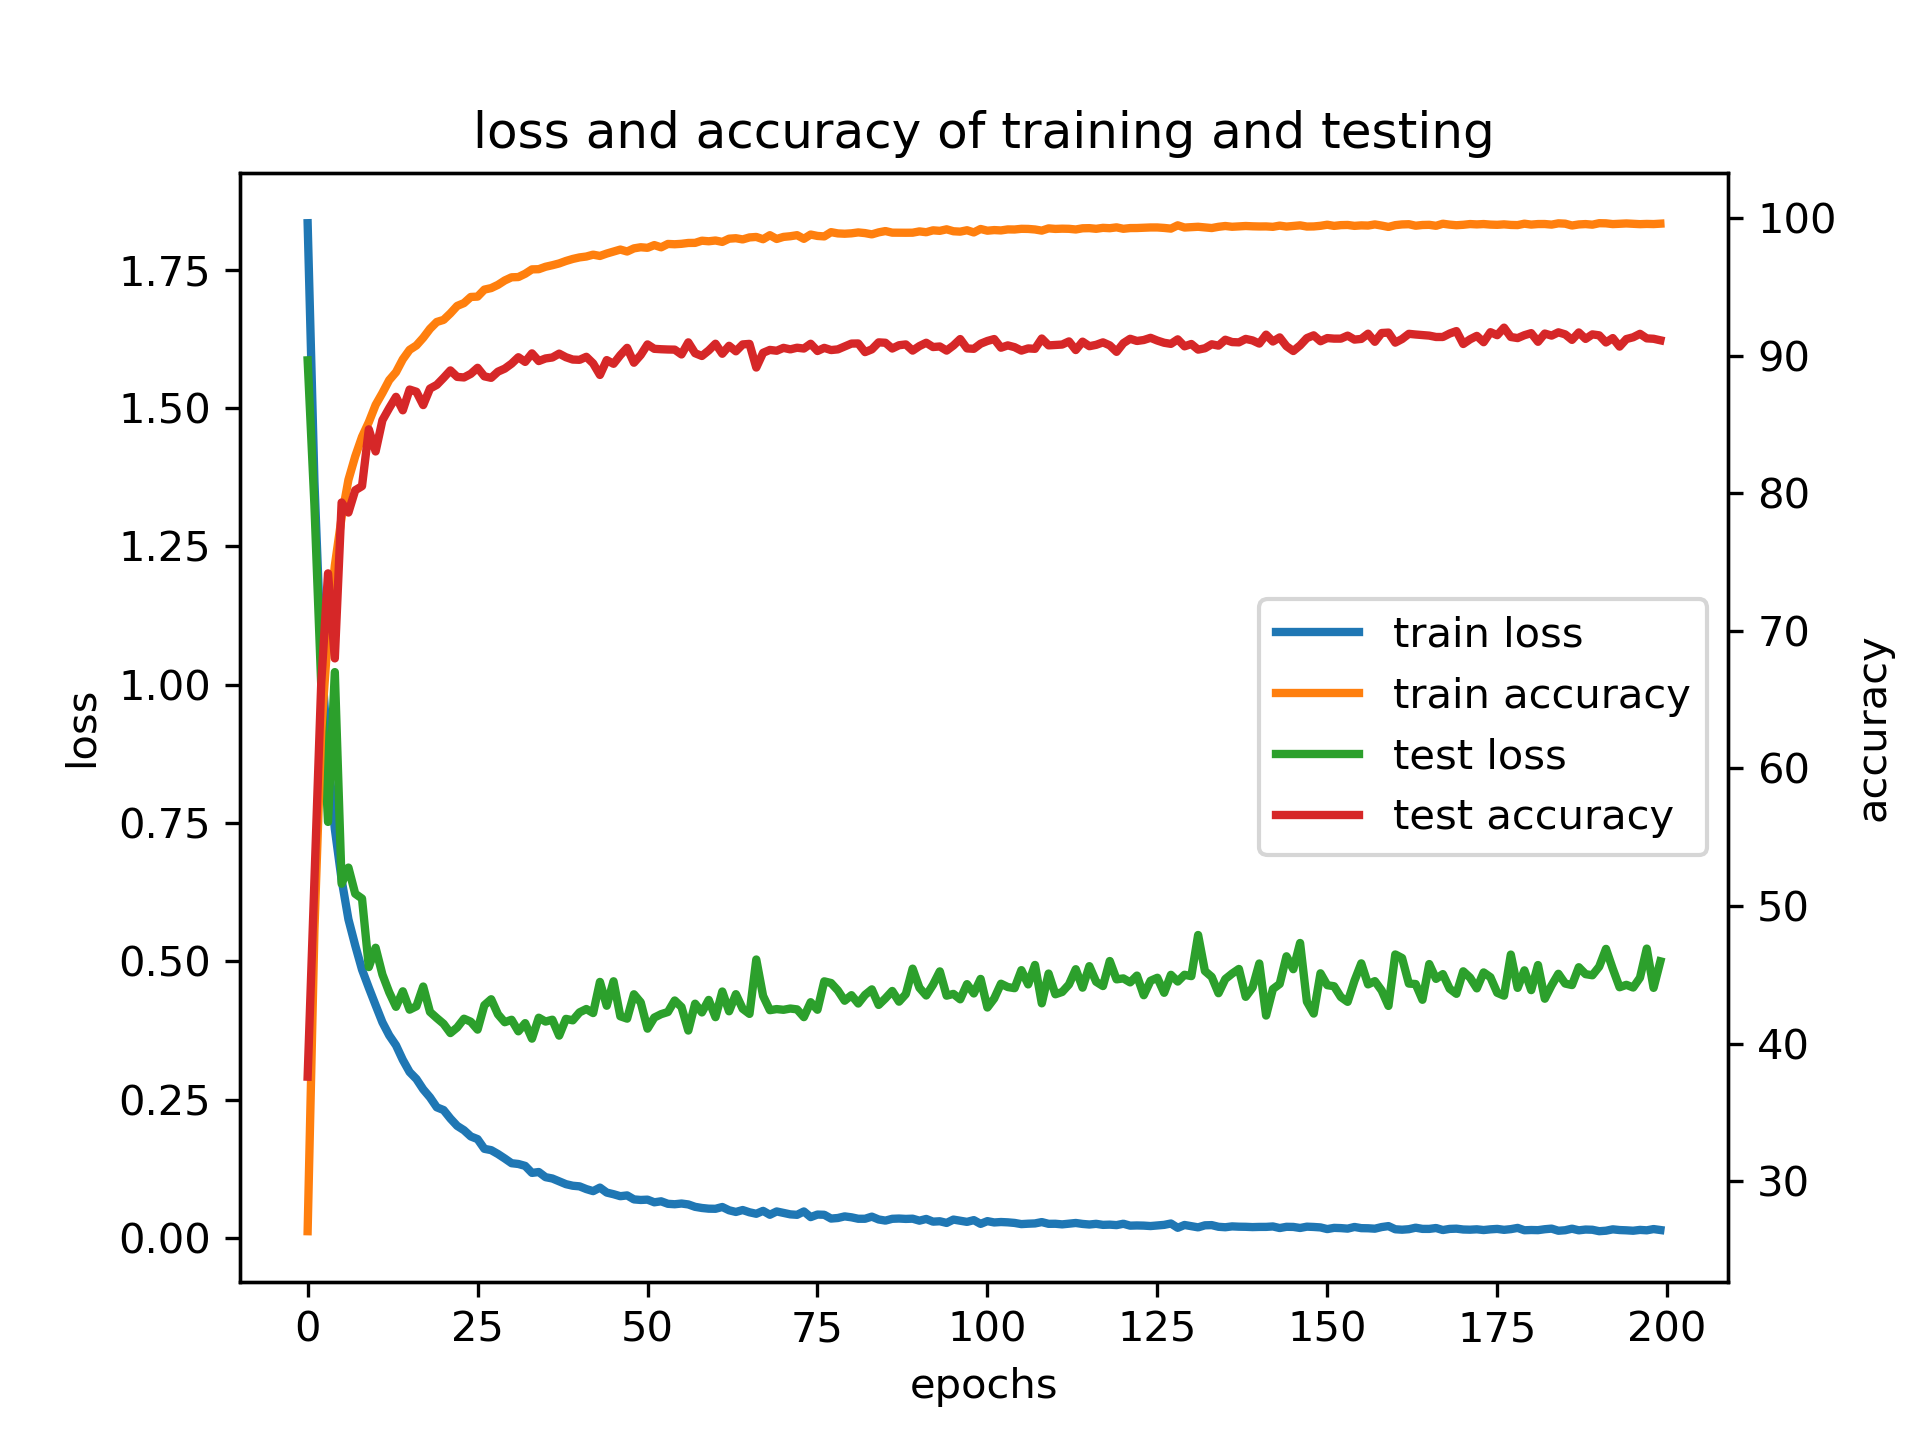 loss and accuracy of training and testing
1.75
1.50
1.25
1.00
0.75
0.50
0.25
0.00
loss
100
90
80
70
60
50
40
30
accuracy
train loss
train accuracy
test loss
test accuracy
0 25 50 75 100 125 150 175 200
epochs